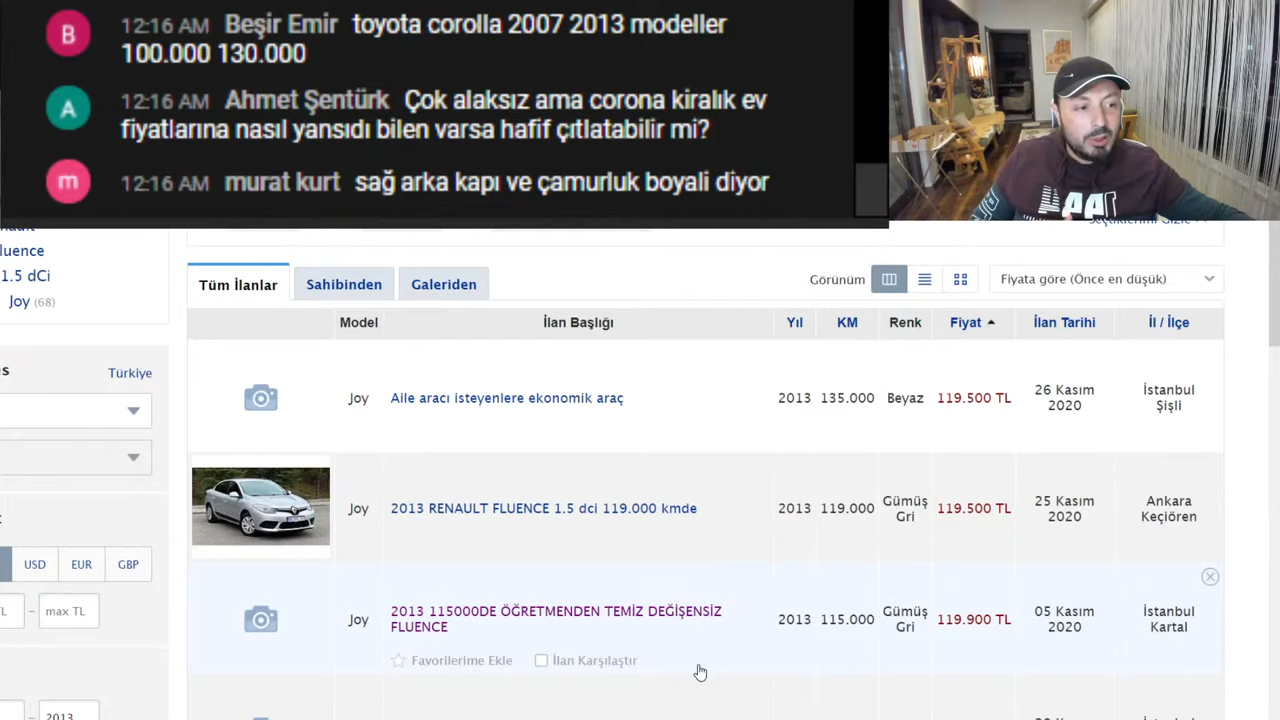 B 12:16 AM Beşir Emir toyota corolla 2007 2013 modeller
100.000 130.000
A 12:16 AM Ahmet Şentürk Çok alaksız ama corona kiralık ev
fiyatlarına nasıl yansıdı bilen varsa hafif çıtlatabilir mi?
m 12:16 AM murat kurt sağ arka kapı ve çamurluk boyali diyor
luence
1.5 dCi
Joy (68)
Türkiye
USD EUR GBP
TL – max TL
2013
Tüm İlanlar Sahibinden Galeriden Görünüm Fiyata göre (Önce en düşük)
Model İlan Başlığı Yıl KM Renk Fiyat İlan Tarihi İl / İlçe
Joy Aile aracı isteyenlere ekonomik araç 2013 135.000 Beyaz 119.500 TL 26 Kasım
2020 İstanbul
Şişli
Joy 2013 RENAULT FLUENCE 1.5 dci 119.000 kmde 2013 119.000 Gümüş
Gri 119.500 TL 25 Kasım
2020 Ankara
Keçiören
Joy 2013 115000DE ÖĞRETMENDEN TEMİZ DEĞİŞENSİZ
FLUENCE 2013 115.000 Gümüş
Gri 119.900 TL 05 Kasım
2020 İstanbul
Kartal
Favorilerime Ekle İlan Karşılaştır